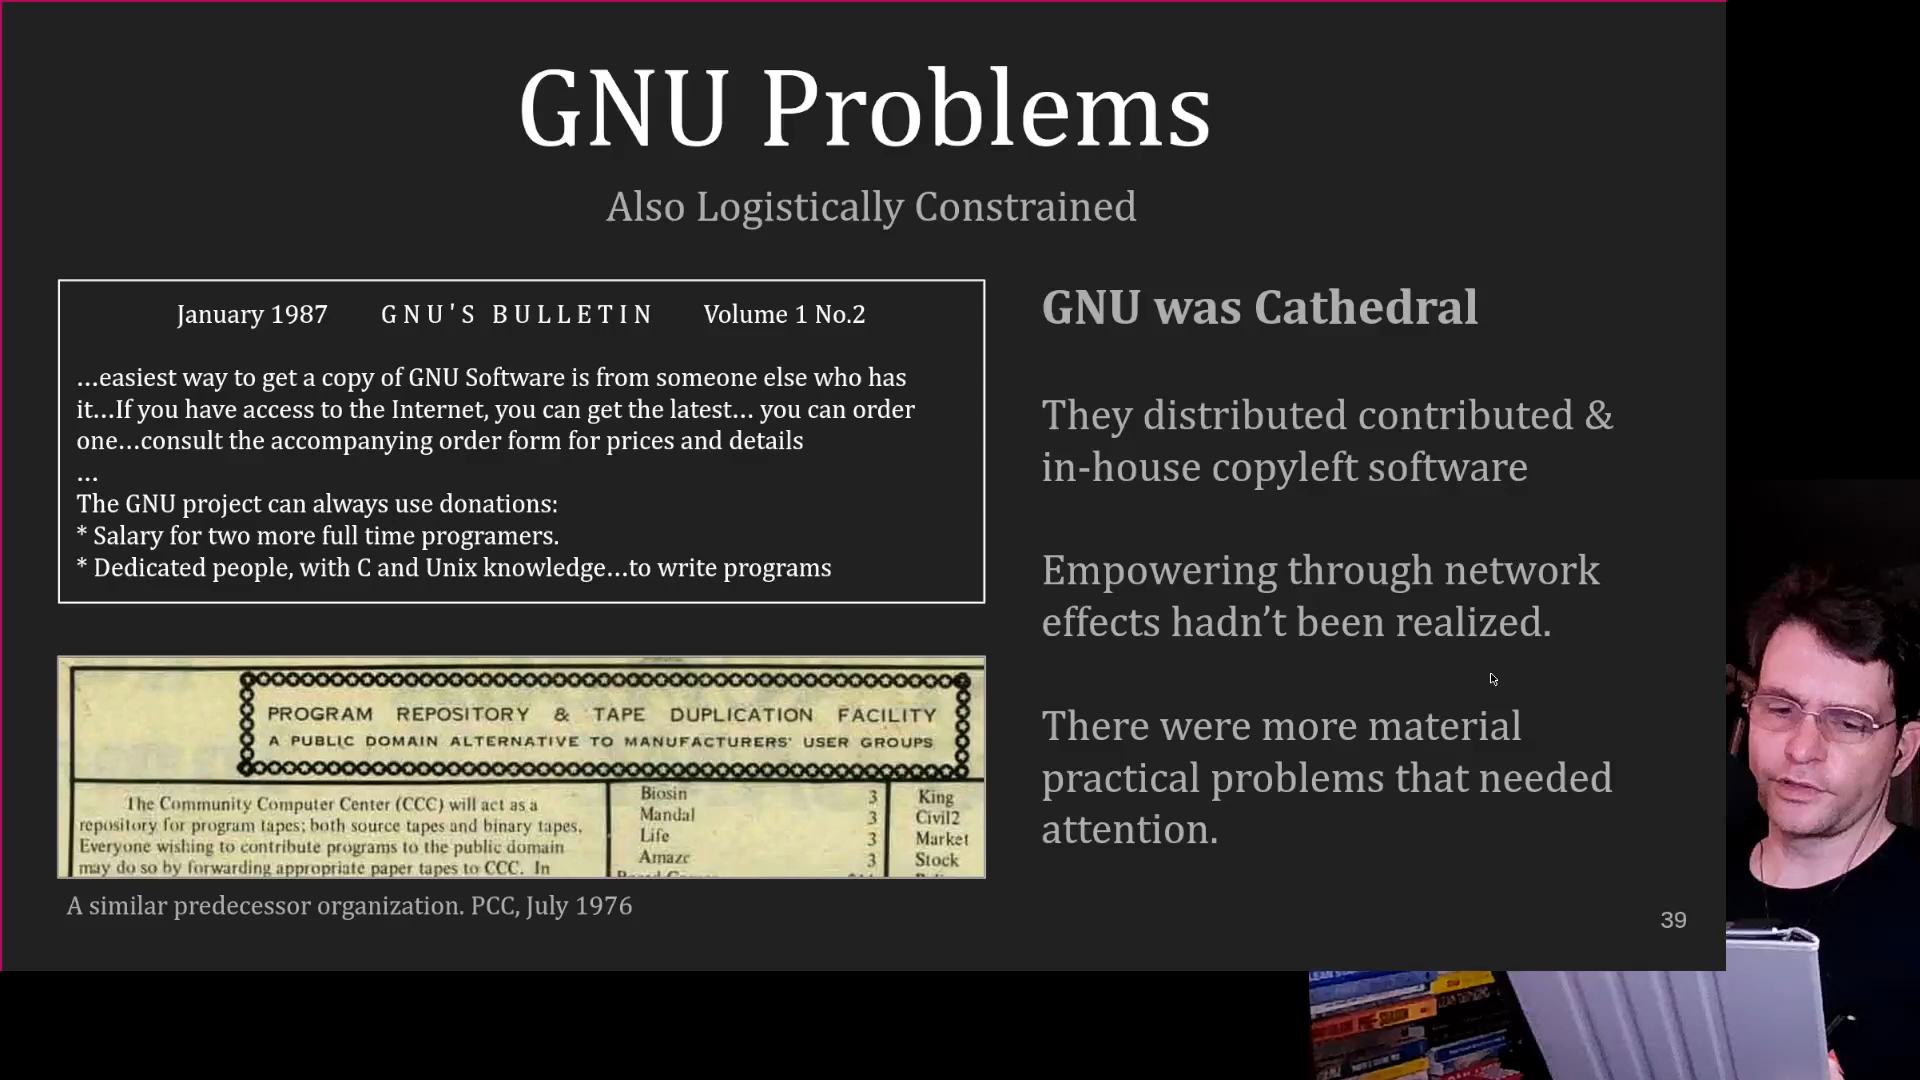 GNU Problems
Also Logistically Constrained
January 1987 GNU'S BULLETIN Volume 1 No.2
...easiest way to get a copy of GNU Software is from someone else who has
it...If you have access to the Internet, you can get the latest... you can order
one...consult the accompanying order form for prices and details
...
The GNU project can always use donations:
* Salary for two more full time programers.
* Dedicated people, with C and Unix knowledge...to write programs
PROGRAM REPOSITORY & TAPE DUPLICATION FACILITY
A PUBLIC DOMAIN ALTERNATIVE TO MANUFACTURERS' USER GROUPS
The Community Computer Center (CCC) will act as a
repository for program tapes; both source tapes and binary tapes.
Everyone wishing to contribute programs to the public domain
may do so by forwarding appropriate paper tapes to CCC. In
Biosin 3
Mandal 3
Life 3
Amaze 3
King
Civil2
Market
Stock
A similar predecessor organization. PCC, July 1976
GNU was Cathedral
They distributed contributed &
in-house copyleft software
Empowering through network
effects hadn’t been realized.
There were more material
practical problems that needed
attention.
39